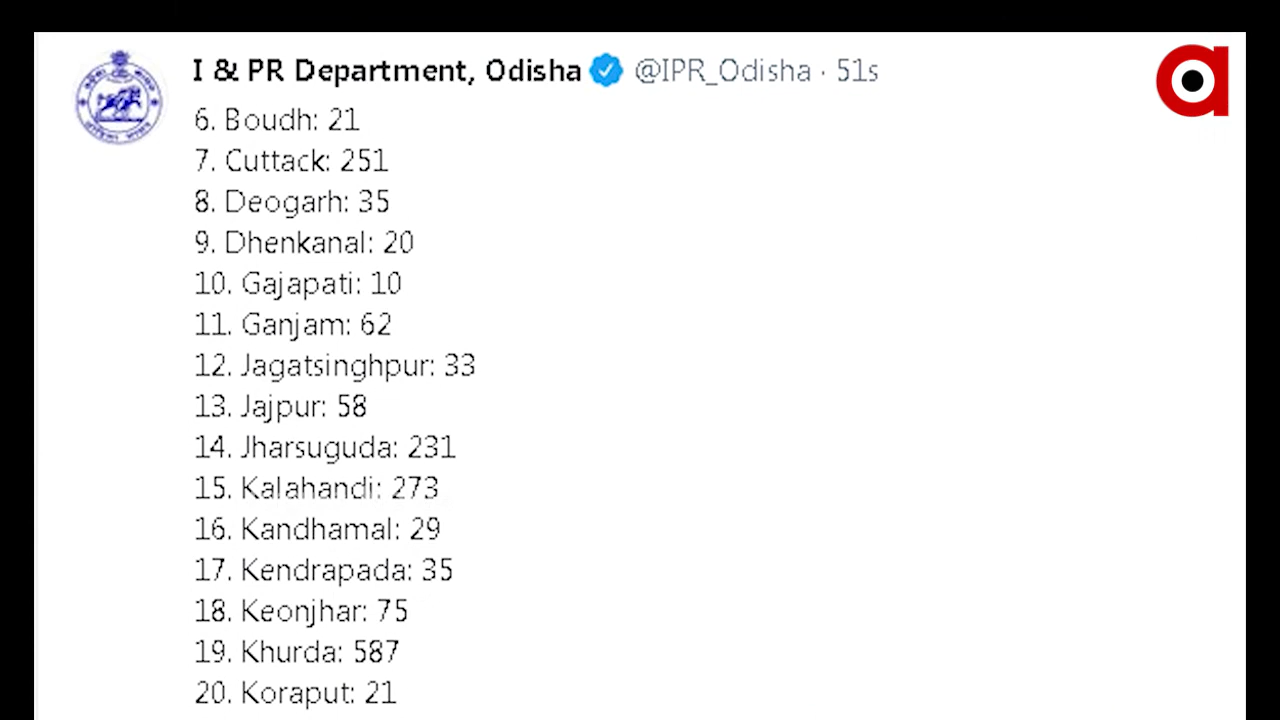 I & PR Department, Odisha @IPR_Odisha · 51s
6. Boudh: 21
7. Cuttack: 251
8. Deogarh: 35
9. Dhenkanal: 20
10. Gajapati: 10
11. Ganjam: 62
12. Jagatsinghpur: 33
13. Jajpur: 58
14. Jharsuguda: 231
15. Kalahandi: 273
16. Kandhamal: 29
17. Kendrapada: 35
18. Keonjhar: 75
19. Khurda: 587
20. Koraput: 21